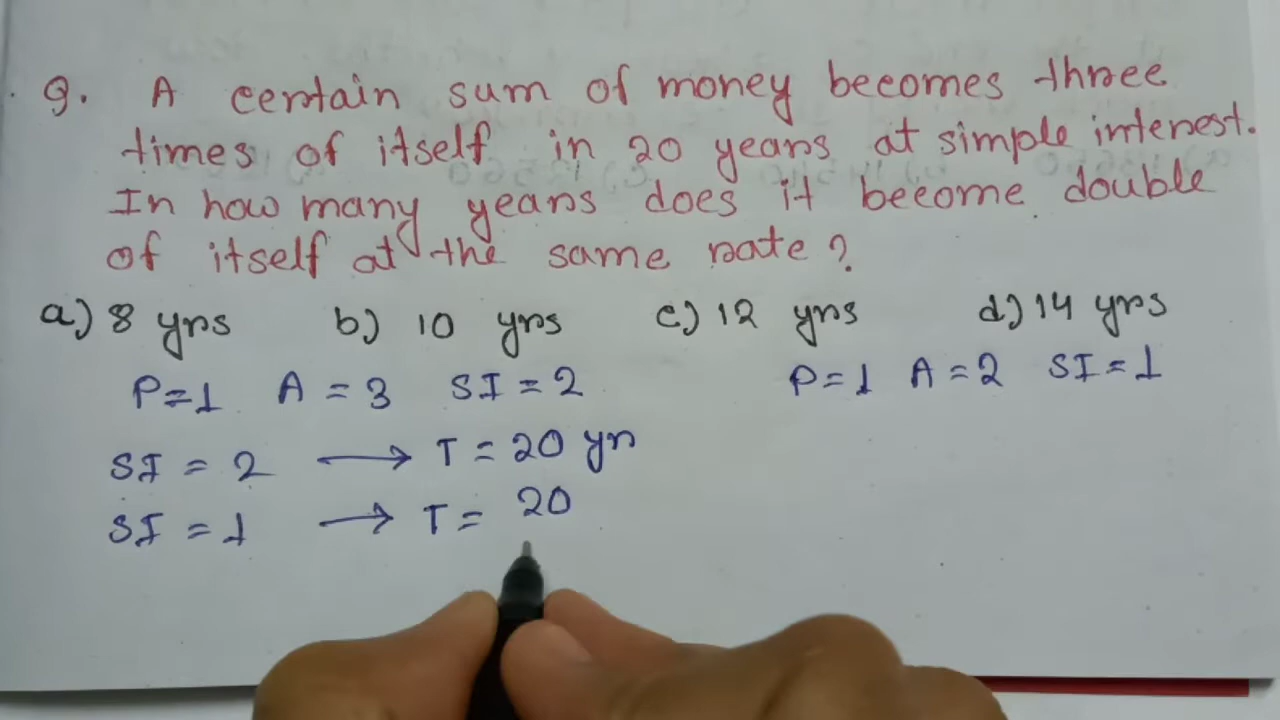 Q. A certain sum of money becomes three
times of itself in 20 years at simple interest.
In how many years does it become double
of itself at the same rate?
a) 8 yrs b) 10 yrs c) 12 yrs d) 14 yrs
P=1 A = 3 SI = 2 P=1 A = 2 SI = 1
SI = 2 → T = 20 yr
SI = 1 → T = 20